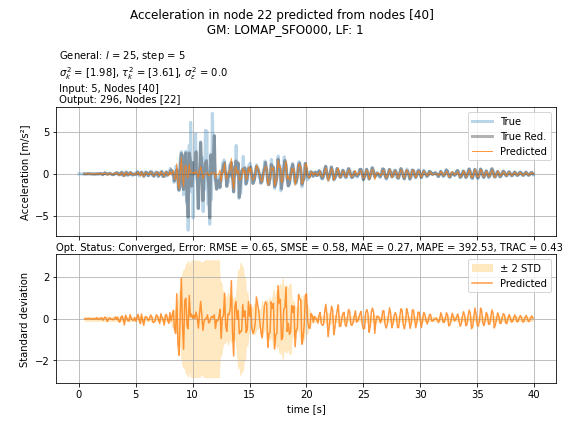 Acceleration in node 22 predicted from nodes [40]
GM: LOMAP_SFO000, LF: 1
General: l = 25, step = 5
σ²ₖ = [1.98], τ²ₖ = [3.61], σ²ε = 0.0
Input: 5, Nodes [40]
Output: 296, Nodes [22]
Acceleration [m/s²]
5
0
−5
True
True Red.
Predicted
Opt. Status: Converged, Error: RMSE = 0.65, SMSE = 0.58, MAE = 0.27, MAPE = 392.53, TRAC = 0.43
Standard deviation
2
0
−2
± 2 STD
Predicted
0 5 10 15 20 25 30 35 40
time [s]